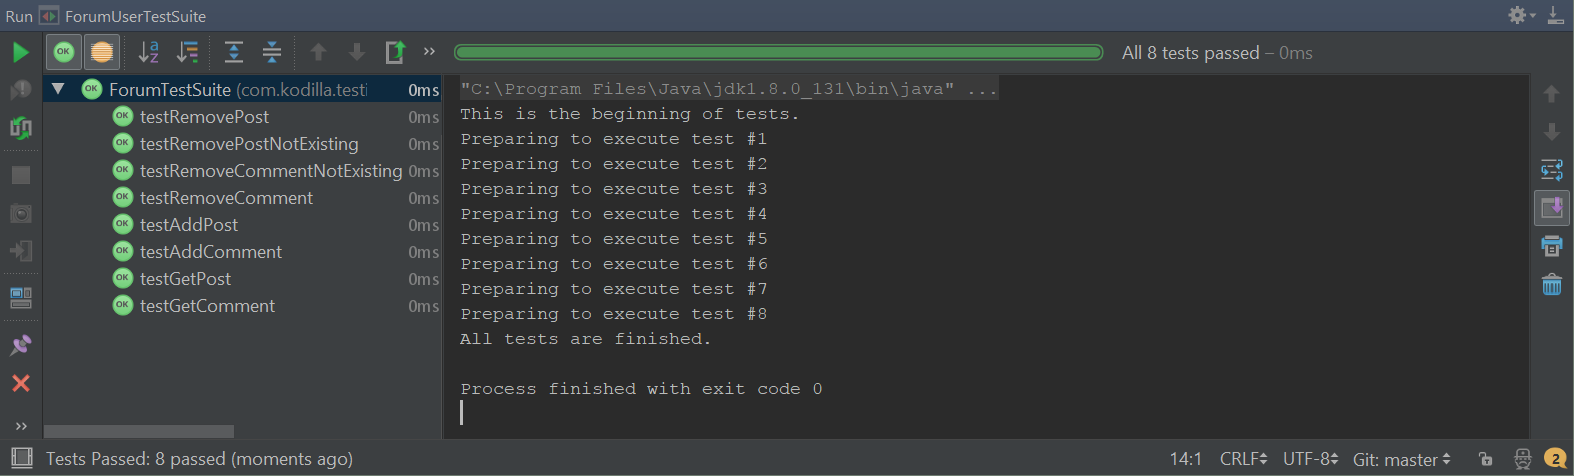 Run ForumUserTestSuite
All 8 tests passed – 0ms
ForumTestSuite (com.kodilla.testi 0ms
OK testRemovePost 0ms
OK testRemovePostNotExisting 0ms
OK testRemoveCommentNotExisting 0ms
OK testRemoveComment 0ms
OK testAddPost 0ms
OK testAddComment 0ms
OK testGetPost 0ms
OK testGetComment 0ms
"C:\Program Files\Java\jdk1.8.0_131\bin\java" ...
This is the beginning of tests.
Preparing to execute test #1
Preparing to execute test #2
Preparing to execute test #3
Preparing to execute test #4
Preparing to execute test #5
Preparing to execute test #6
Preparing to execute test #7
Preparing to execute test #8
All tests are finished.
Process finished with exit code 0
Tests Passed: 8 passed (moments ago) 14:1 CRLF UTF-8 Git: master 2